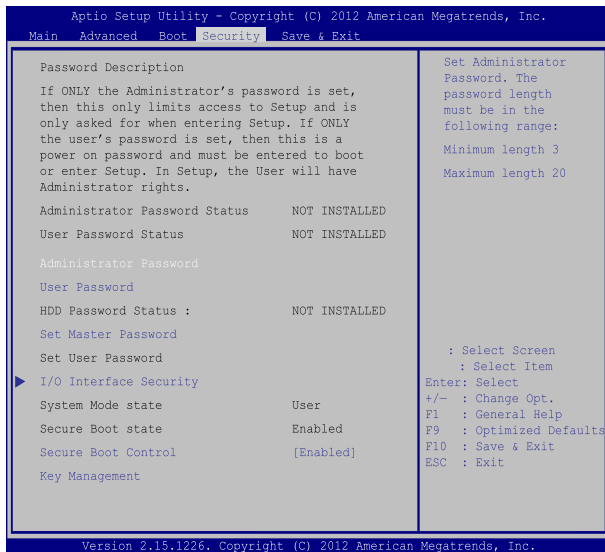 Aptio Setup Utility - Copyright (C) 2012 American Megatrends, Inc.
Main Advanced Boot Security Save & Exit
Password Description
If ONLY the Administrator's password is set,
then this only limits access to Setup and is
only asked for when entering Setup. If ONLY
the user's password is set, then this is a
power on password and must be entered to boot
or enter Setup. In Setup, the User will have
Administrator rights.
Administrator Password Status NOT INSTALLED
User Password Status NOT INSTALLED
Administrator Password
User Password
HDD Password Status : NOT INSTALLED
Set Master Password
Set User Password
I/O Interface Security
System Mode state User
Secure Boot state Enabled
Secure Boot Control [Enabled]
Key Management
Set Administrator
Password. The
password length
must be in the
following range:
Minimum length 3
Maximum length 20
: Select Screen
: Select Item
Enter: Select
+/— : Change Opt.
F1 : General Help
F9 : Optimized Defaults
F10 : Save & Exit
ESC : Exit
Version 2.15.1226. Copyright (C) 2012 American Megatrends, Inc.